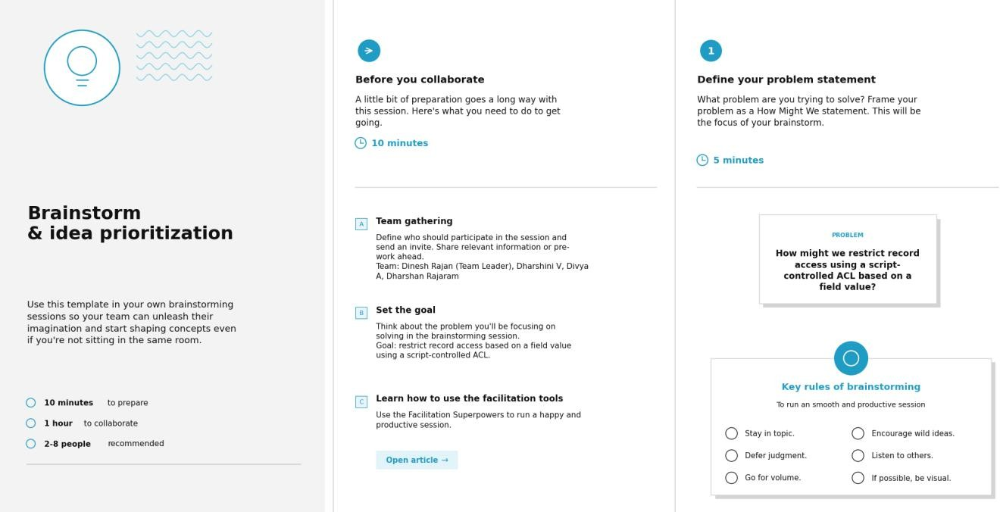 Brainstorm
& idea prioritization
Use this template in your own brainstorming
sessions so your team can unleash their
imagination and start shaping concepts even
if you're not sitting in the same room.
10 minutes to prepare
1 hour to collaborate
2-8 people recommended
Before you collaborate
A little bit of preparation goes a long way with
this session. Here's what you need to do to get
going.
10 minutes
A
Team gathering
Define who should participate in the session and
send an invite. Share relevant information or pre-
work ahead.
Team: Dinesh Rajan (Team Leader), Dharshini V, Divya
A, Dharshan Rajaram
B
Set the goal
Think about the problem you'll be focusing on
solving in the brainstorming session.
Goal: restrict record access based on a field value
using a script-controlled ACL.
C
Learn how to use the facilitation tools
Use the Facilitation Superpowers to run a happy and
productive session.
Open article →
1
Define your problem statement
What problem are you trying to solve? Frame your
problem as a How Might We statement. This will be
the focus of your brainstorm.
5 minutes
PROBLEM
How might we restrict record
access using a script-
controlled ACL based on a
field value?
Key rules of brainstorming
To run an smooth and productive session
Stay in topic.
Encourage wild ideas.
Defer judgment.
Listen to others.
Go for volume.
If possible, be visual.